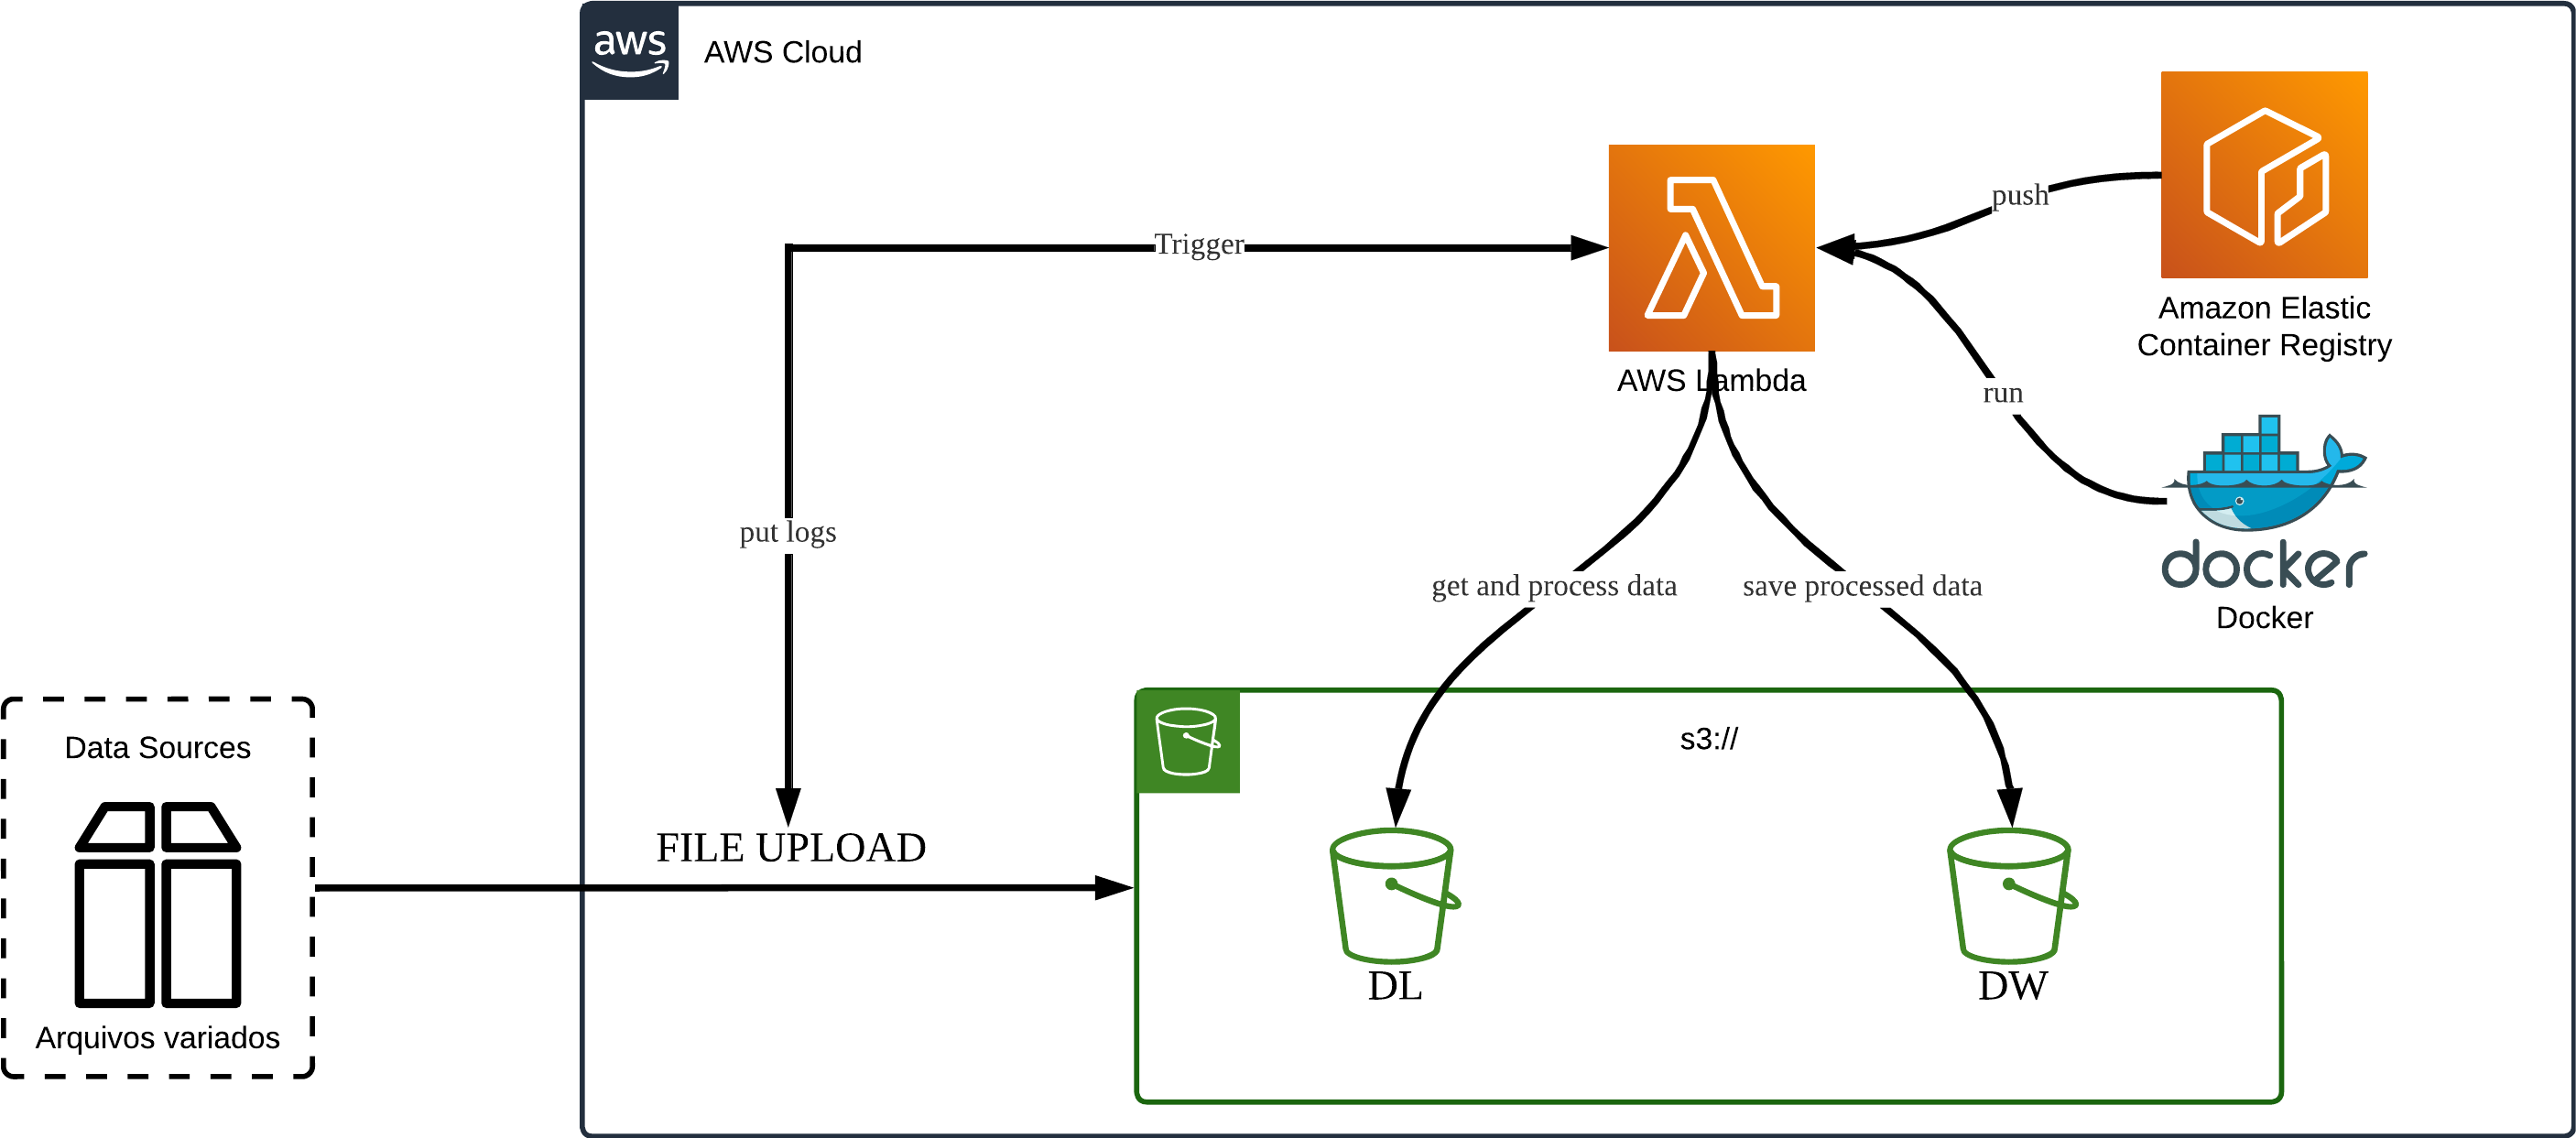 aws
AWS Cloud
Trigger
push
Amazon Elastic
Container Registry
AWS Lambda
run
put logs
get and process data
save processed data
docker
Docker
Data Sources
s3://
FILE UPLOAD
DL
DW
Arquivos variados